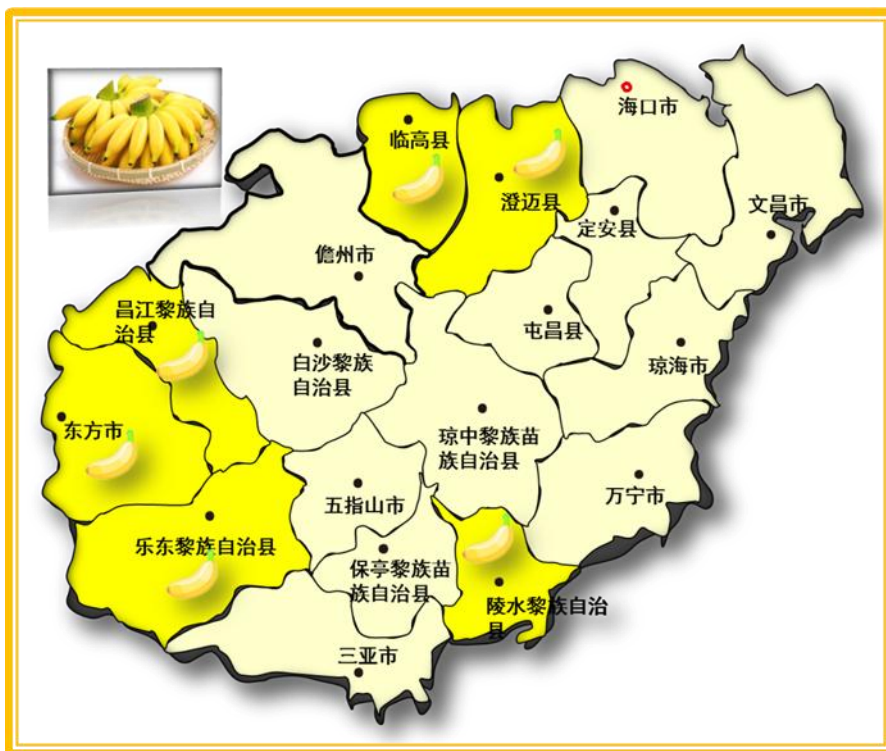 海口市
临高县
澄迈县
文昌市
定安县
儋州市
昌江黎族自
治县
屯昌县
白沙黎族
自治县
琼海市
东方市
琼中黎族苗
族自治县
五指山市
万宁市
乐东黎族自治县
保亭黎族苗
族自治县
陵水黎族自治
县
三亚市